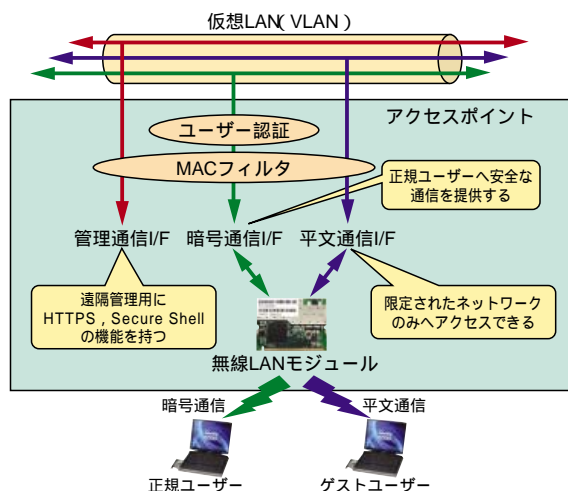 仮想LAN(VLAN)
アクセスポイント
ユーザー認証
MACフィルタ
正規ユーザーへ安全な
通信を提供する
管理通信I/F
暗号通信I/F
平文通信I/F
遠隔管理用に
HTTPS,Secure Shell
の機能を持つ
限定されたネットワーク
のみへアクセスできる
無線LANモジュール
暗号通信
平文通信
正規ユーザー
ゲストユーザー